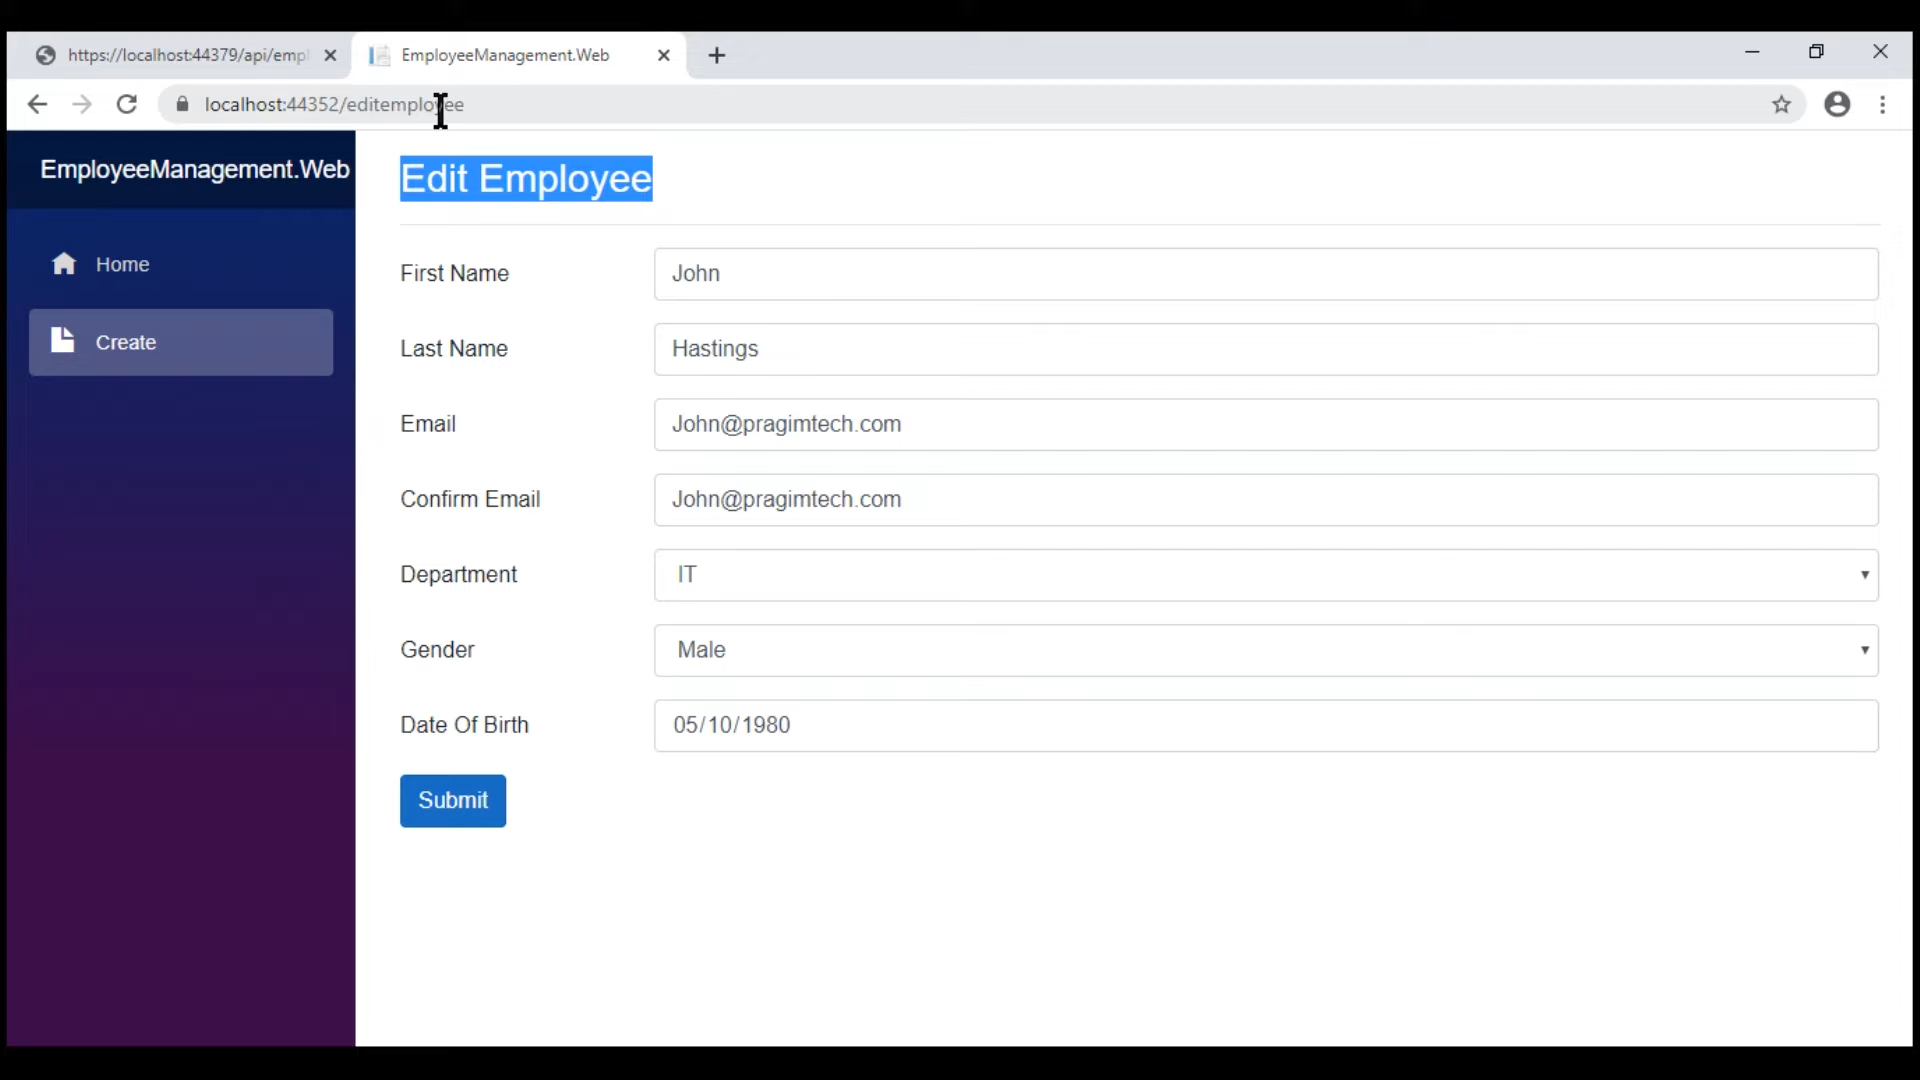 https://localhost:44379/api/empl
EmployeeManagement.Web
localhost:44352/editemployee
EmployeeManagement.Web
Home
Create
Edit Employee
First Name John
Last Name Hastings
Email John@pragimtech.com
Confirm Email John@pragimtech.com
Department IT
Gender Male
Date Of Birth 05/10/1980
Submit